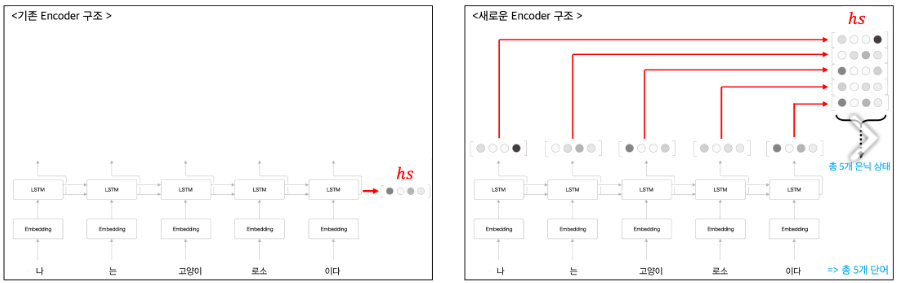 <기존 Encoder 구조 >
hs
LSTM LSTM LSTM LSTM LSTM
Embedding Embedding Embedding Embedding Embedding
나 는 고양이 로소 이다
<새로운 Encoder 구조 >
hs
총 5개 은닉 상태
LSTM LSTM LSTM LSTM LSTM
Embedding Embedding Embedding Embedding Embedding
나 는 고양이 로소 이다 => 총 5개 단어